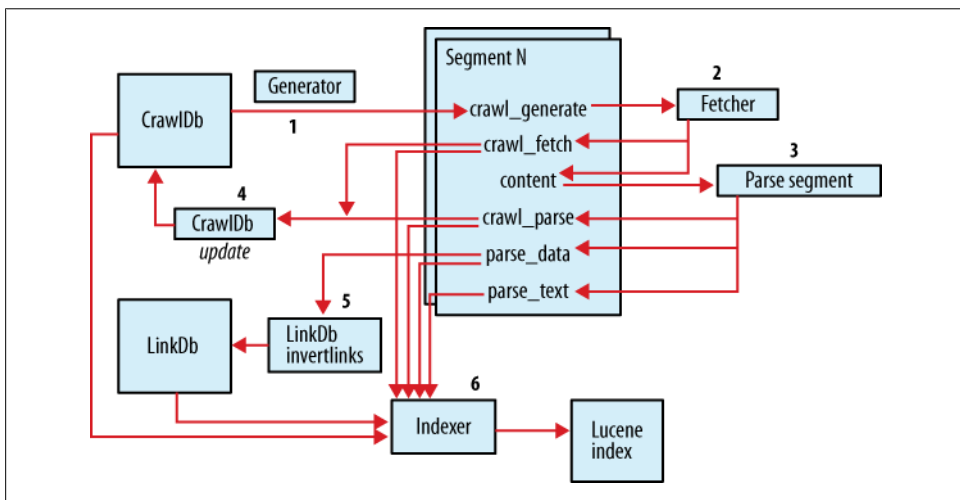 Segment N
Generator
2
Fetcher
CrawlDb
1
crawl_generate
crawl_fetch
3
content
Parse segment
4
CrawlDb
update
crawl_parse
parse_data
parse_text
5
LinkDb
LinkDb
invertlinks
6
Indexer
Lucene
index